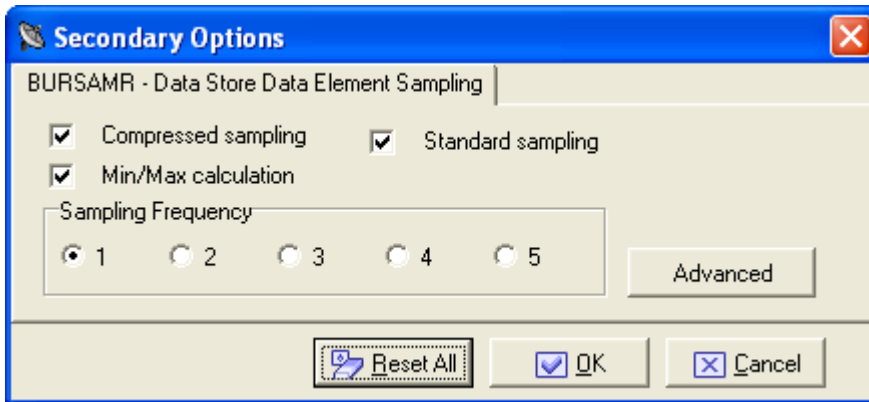 Secondary Options
BURSAMR - Data Store Data Element Sampling
Compressed sampling
Standard sampling
Min/Max calculation
Sampling Frequency
1 2 3 4 5
Advanced
Reset All OK Cancel